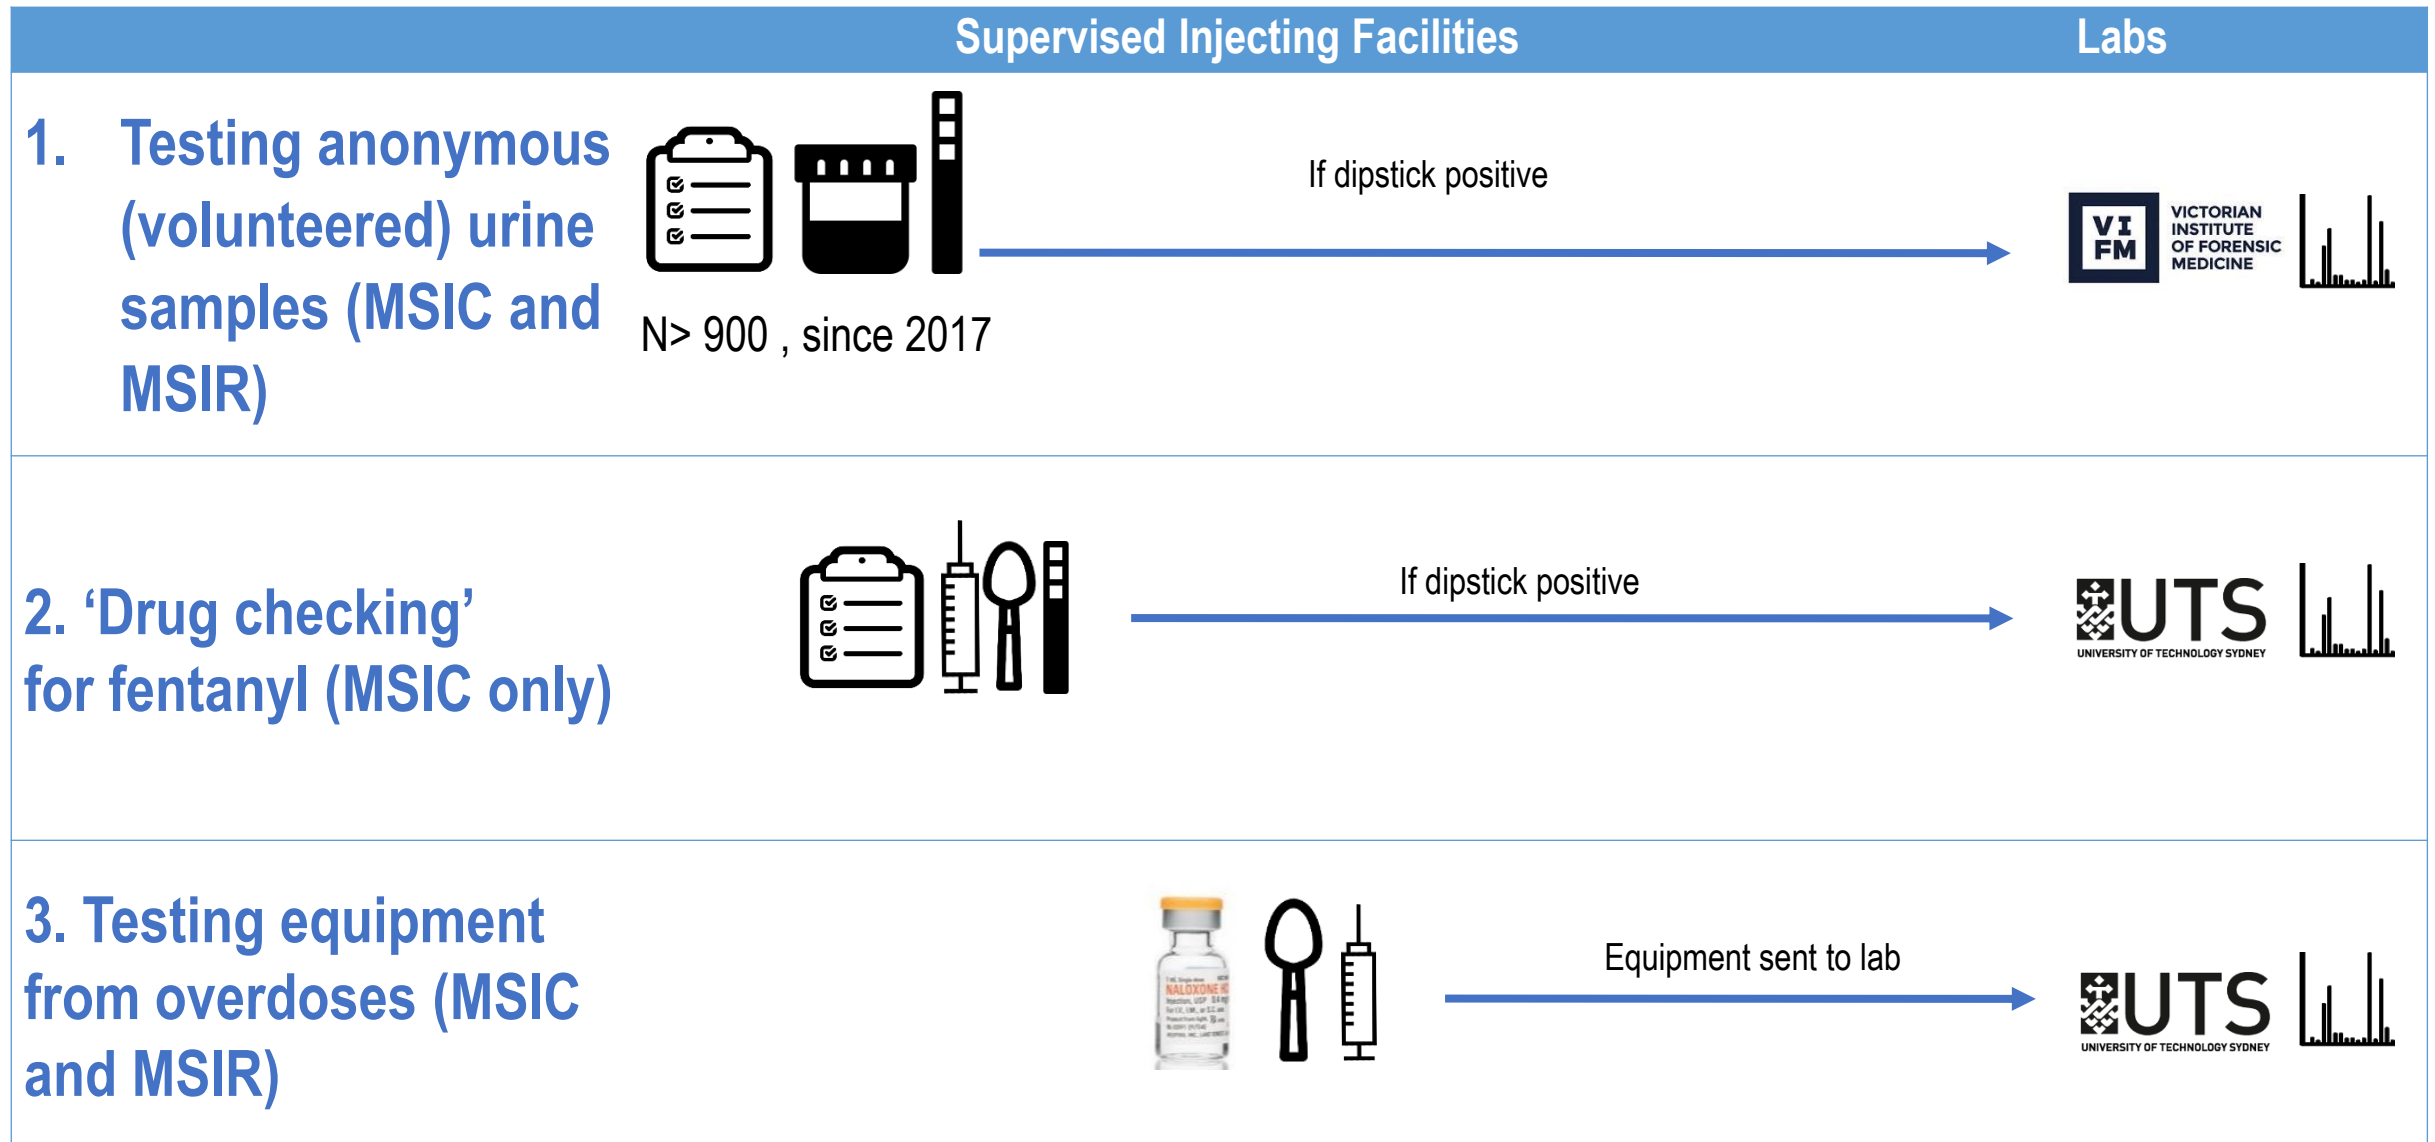 Supervised Injecting Facilities
Labs
1. Testing anonymous
(volunteered) urine
samples (MSIC and
MSIR)
N> 900 , since 2017
If dipstick positive
VI
FM
VICTORIAN
INSTITUTE
OF FORENSIC
MEDICINE
2. ‘Drug checking’
for fentanyl (MSIC only)
If dipstick positive
UTS
UNIVERSITY OF TECHNOLOGY SYDNEY
3. Testing equipment
from overdoses (MSIC
and MSIR)
NALOXONE
Injection, USP
Equipment sent to lab
UTS
UNIVERSITY OF TECHNOLOGY SYDNEY